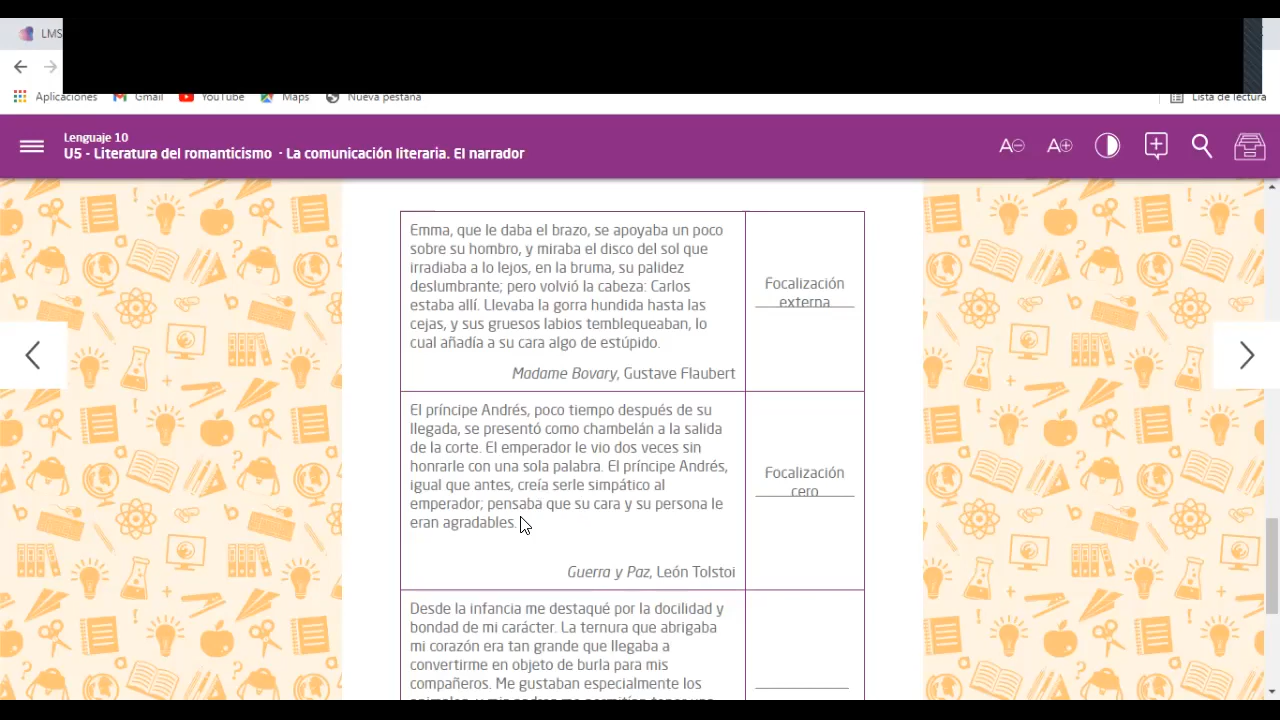 LMS
Aplicaciones Gmail YouTube Maps Nueva pestaña Lista de lectura
Lenguaje 10
U5 - Literatura del romanticismo · La comunicación literaria. El narrador
A A
Emma, que le daba el brazo, se apoyaba un poco
sobre su hombro, y miraba el disco del sol que
irradiaba a lo lejos, en la bruma, su palidez
deslumbrante; pero volvió la cabeza: Carlos
estaba allí. Llevaba la gorra hundida hasta las
cejas, y sus gruesos labios temblequeaban, lo
cual añadía a su cara algo de estúpido.
Madame Bovary, Gustave Flaubert
Focalización
externa
El príncipe Andrés, poco tiempo después de su
llegada, se presentó como chambelán a la salida
de la corte. El emperador le vio dos veces sin
honrarle con una sola palabra. El príncipe Andrés,
igual que antes, creía serle simpático al
emperador; pensaba que su cara y su persona le
eran agradables.
Guerra y Paz, León Tolstoi
Focalización
cero
Desde la infancia me destaqué por la docilidad y
bondad de mi carácter. La ternura que abrigaba
mi corazón era tan grande que llegaba a
convertirme en objeto de burla para mis
compañeros. Me gustaban especialmente los